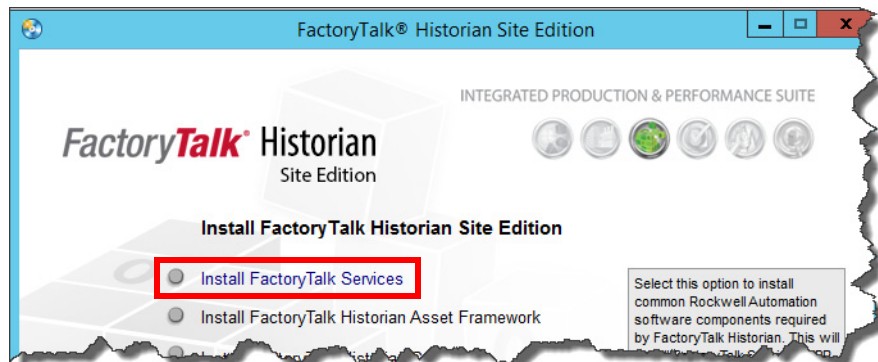 FactoryTalk® Historian Site Edition
INTEGRATED PRODUCTION & PERFORMANCE SUITE
FactoryTalk® Historian
Site Edition
Install FactoryTalk Historian Site Edition
Install FactoryTalk Services
Install FactoryTalk Historian Asset Framework
Select this option to install
common Rockwell Automation
software components required
by FactoryTalk Historian. This will